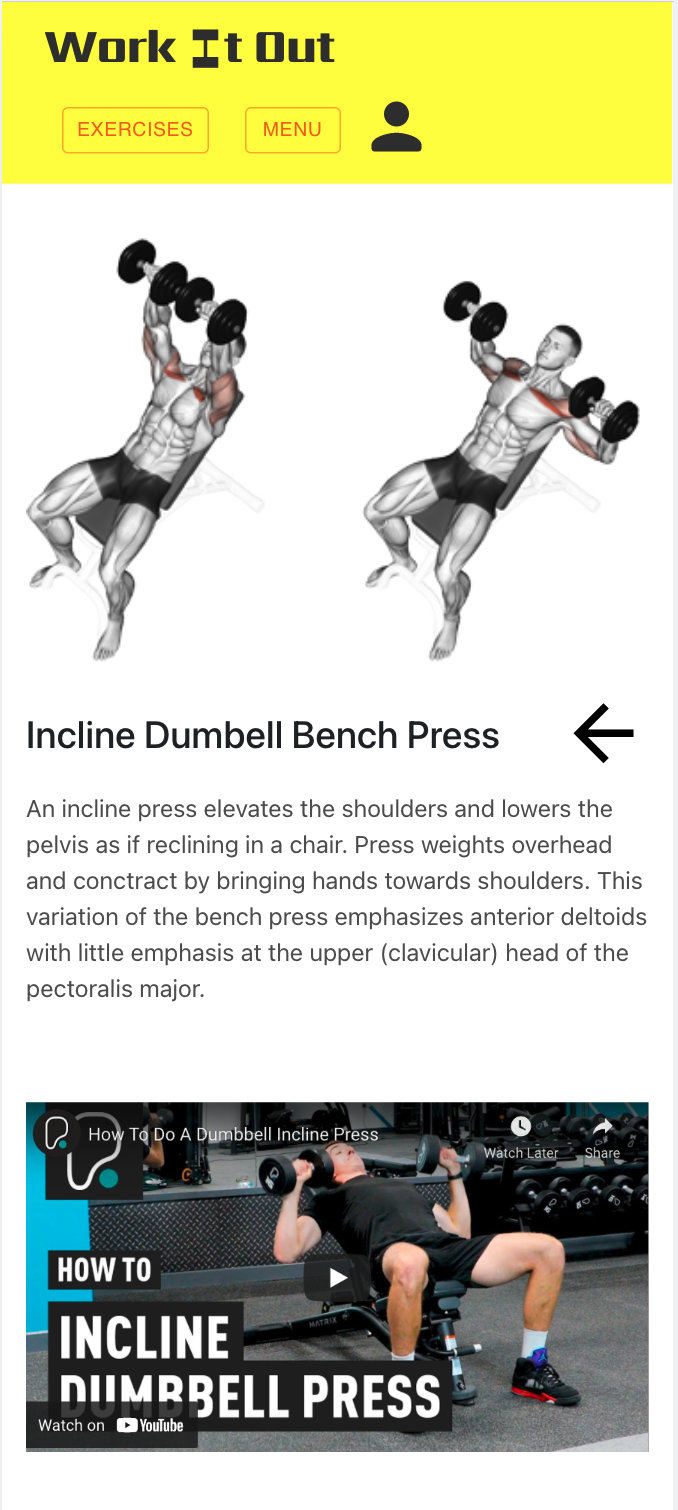 Work It Out
EXERCISES
MENU
Incline Dumbell Bench Press
An incline press elevates the shoulders and lowers the
pelvis as if reclining in a chair. Press weights overhead
and conctract by bringing hands towards shoulders. This
variation of the bench press emphasizes anterior deltoids
with little emphasis at the upper (clavicular) head of the
pectoralis major.
How To Do A Dumbbell Incline Press
Watch Later
Share
HOW TO
MATRIX
INCLINE
DUMBBELL PRESS
Watch on YouTube